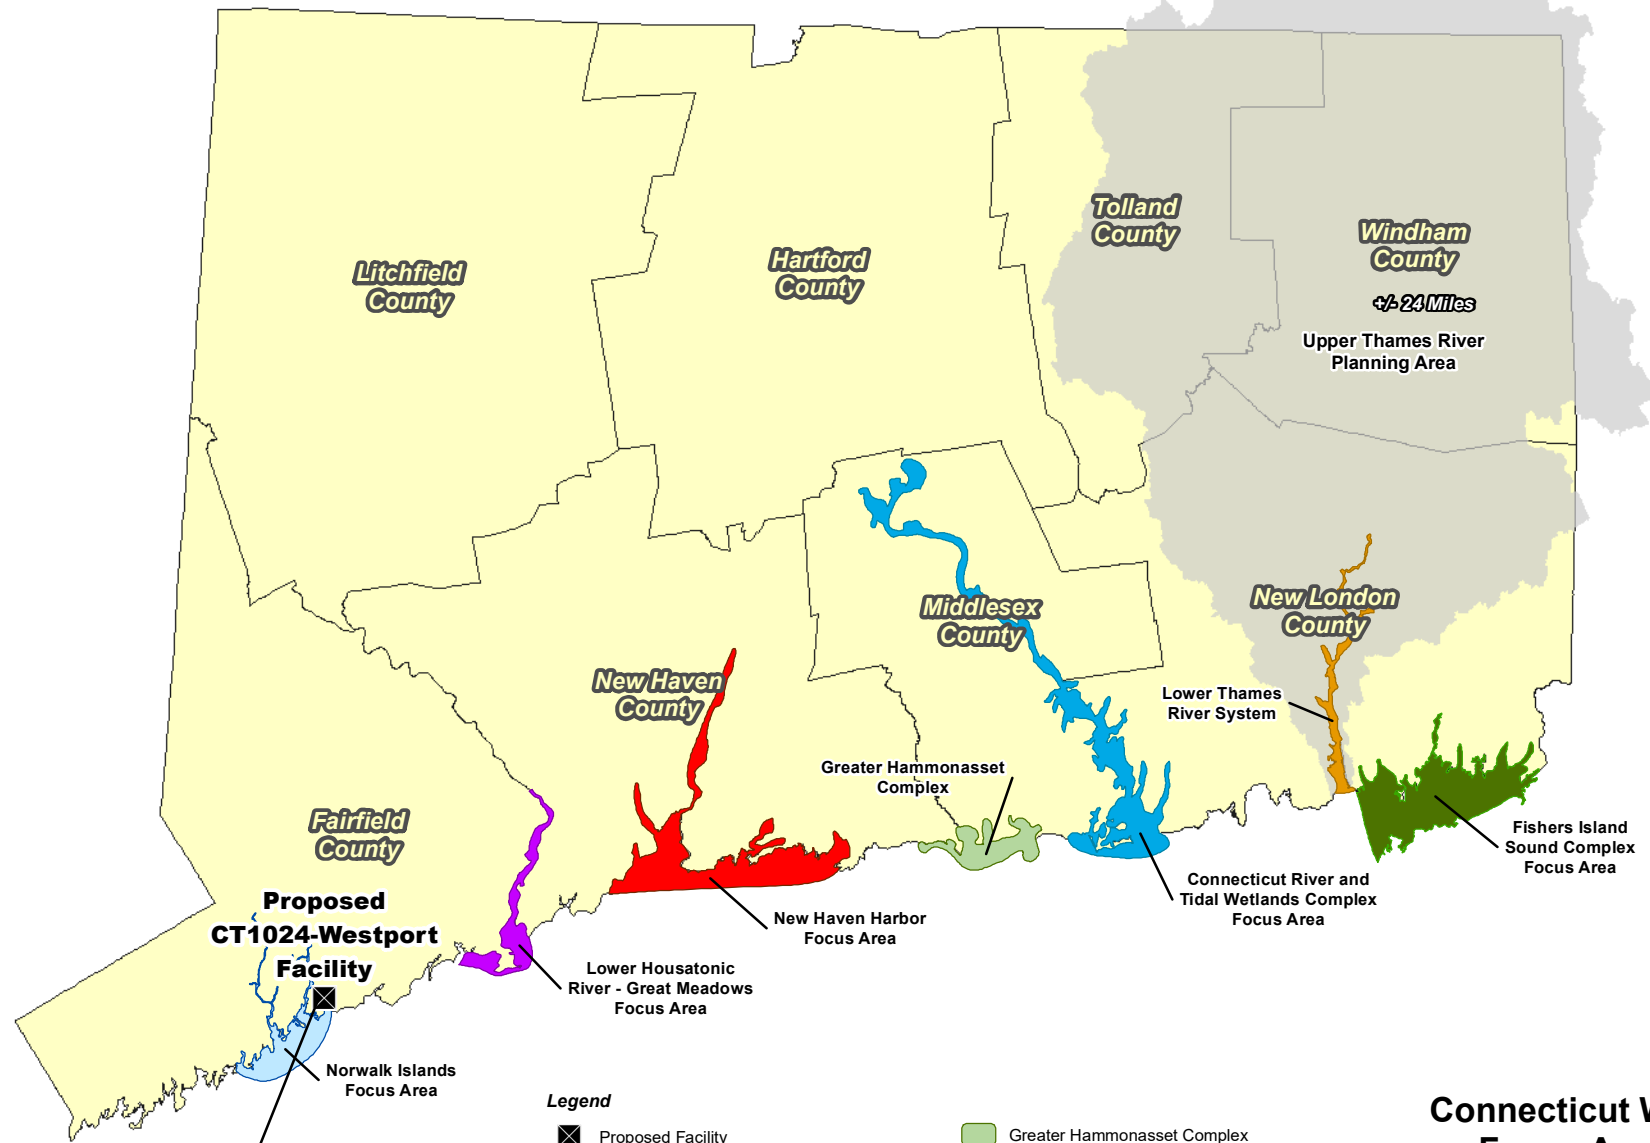 Litchfield
County
Hartford
County
Tolland
County
Windham
County
+/- 24 Miles
Upper Thames River
Planning Area
Middlesex
County
New London
County
New Haven
County
Lower Thames
River System
Greater Hammonasset
Complex
Fairfield
County
Fishers Island
Sound Complex
Focus Area
Connecticut River and
Tidal Wetlands Complex
Focus Area
New Haven Harbor
Focus Area
Proposed
CT1024-Westport
Facility
Lower Housatonic
River - Great Meadows
Focus Area
Norwalk Islands
Focus Area
Legend
Proposed Facility
Greater Hammonasset Complex
Connecticut W